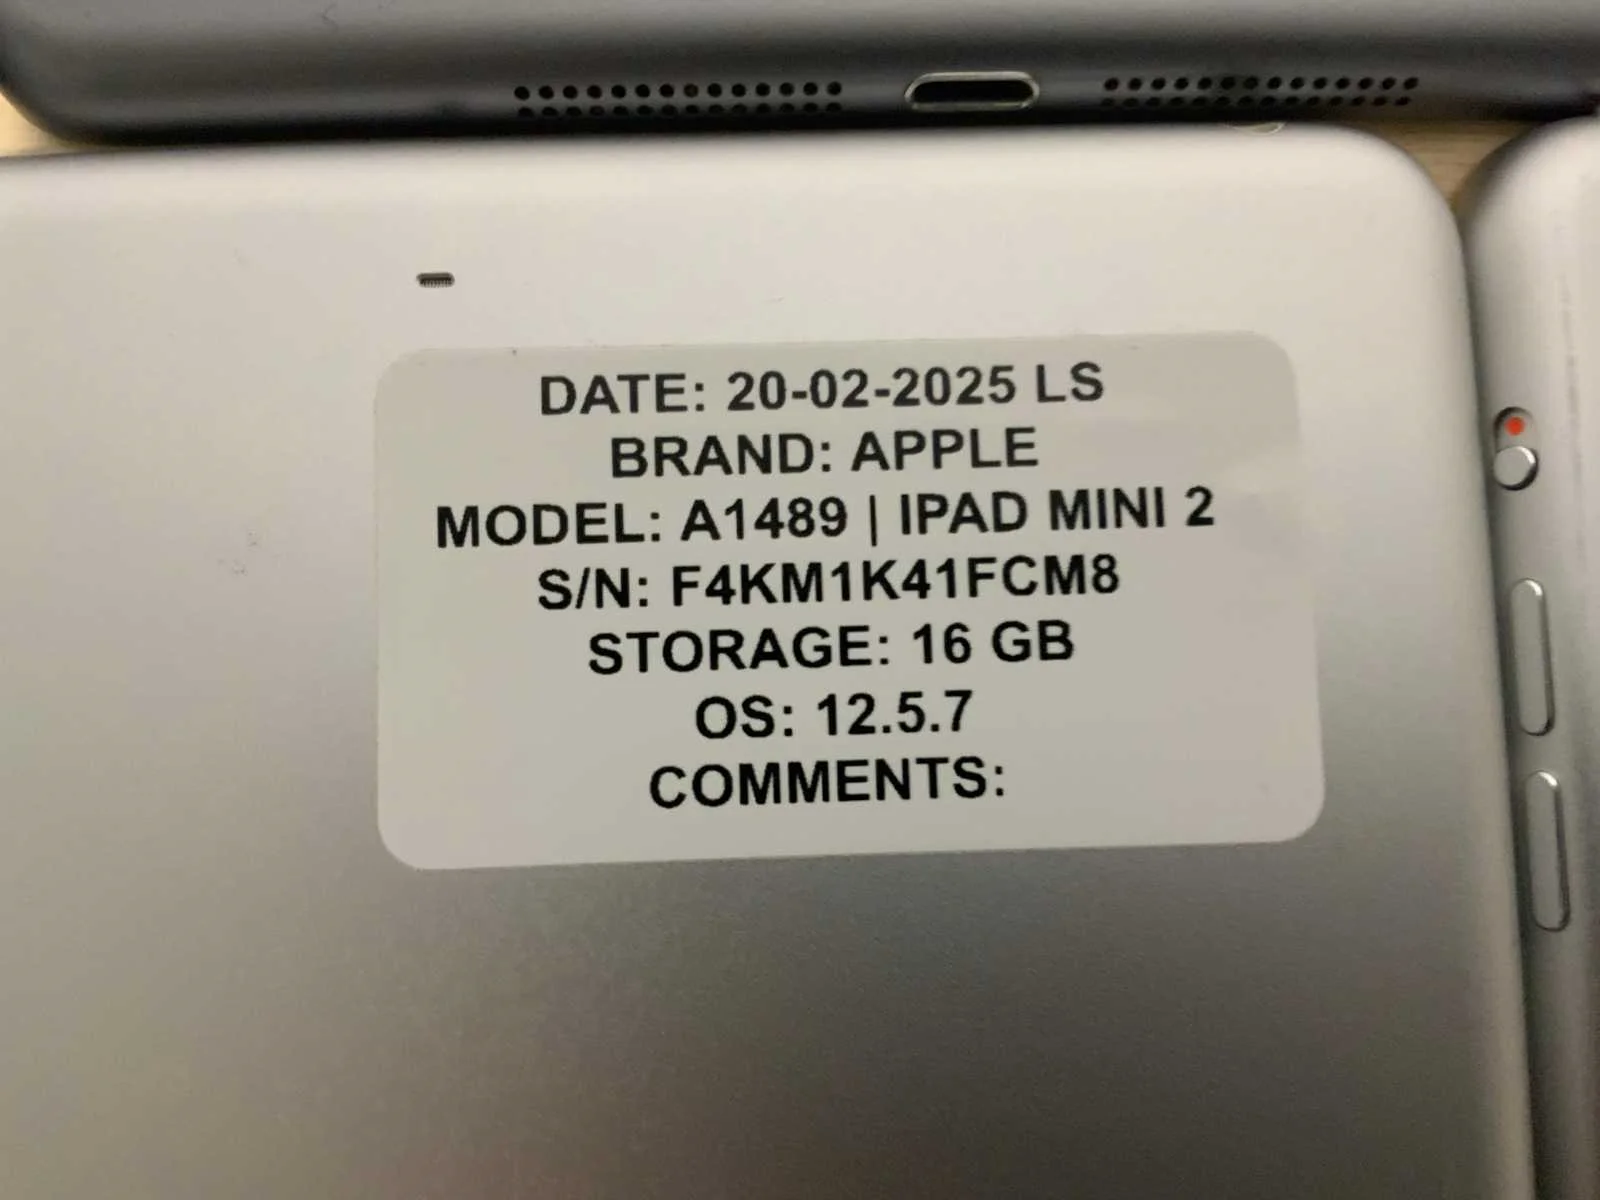 DATE: 20-02-2025 LS
BRAND: APPLE
MODEL: A1489 | IPAD MINI 2
S/N: F4KM1K41FCM8
STORAGE: 16 GB
OS: 12.5.7
COMMENTS: